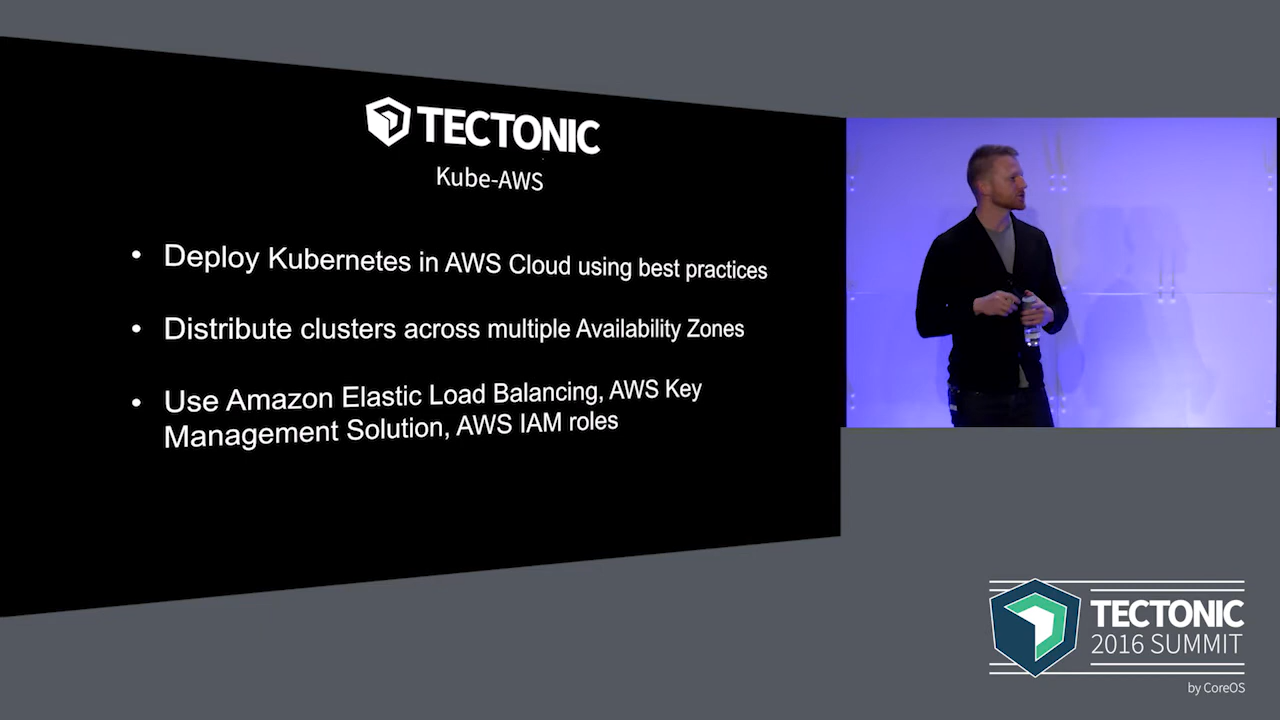 TECTONIC
Kube-AWS
• Deploy Kubernetes in AWS Cloud using best practices
• Distribute clusters across multiple Availability Zones
• Use Amazon Elastic Load Balancing, AWS Key
Management Solution, AWS IAM roles
TECTONIC
2016 SUMMIT
by CoreOS